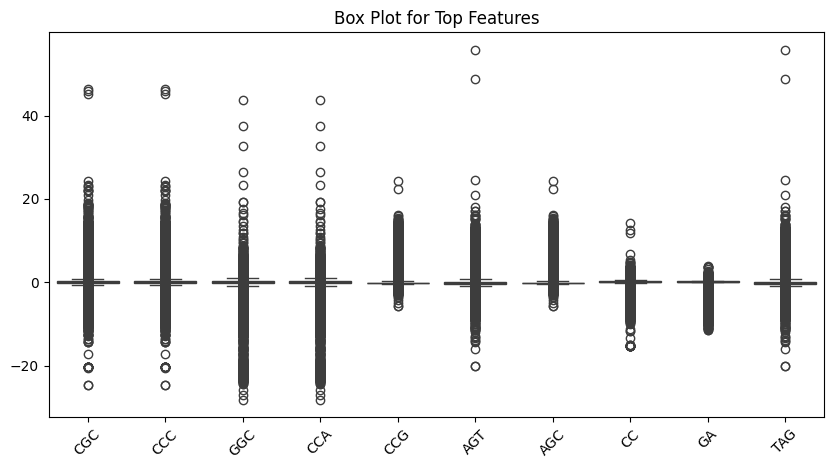 Box Plot for Top Features
40
20
0
−20
CGC
CCC
GGC
CCA
CCG
AGT
AGC
CC
GA
TAG